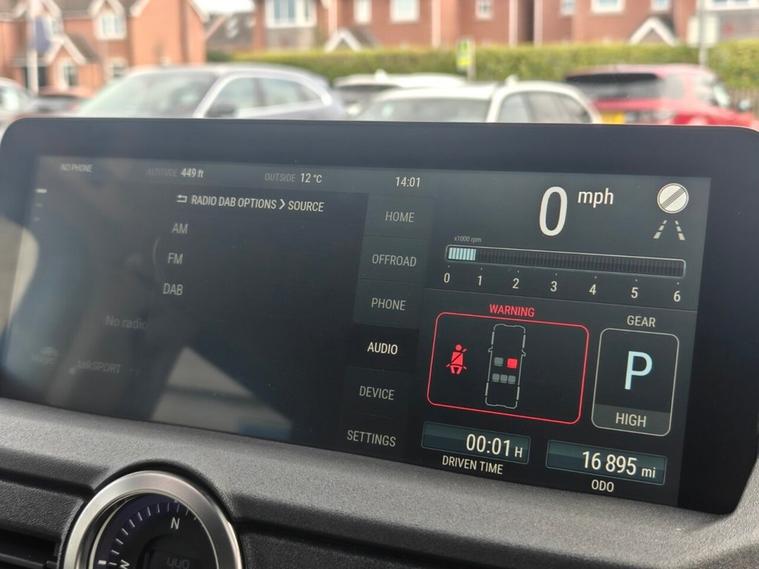 NO PHONE
ALTITUDE 449 ft
OUTSIDE 12 °C
14:01
RADIO DAB OPTIONS > SOURCE
AM
FM
DAB
No radio
HOME
OFFROAD
PHONE
AUDIO
DEVICE
SETTINGS
0 mph
x1000 rpm
0 1 2 3 4 5 6
WARNING
GEAR
P
HIGH
00:01 H
DRIVEN TIME
16 895 mi
ODO
N